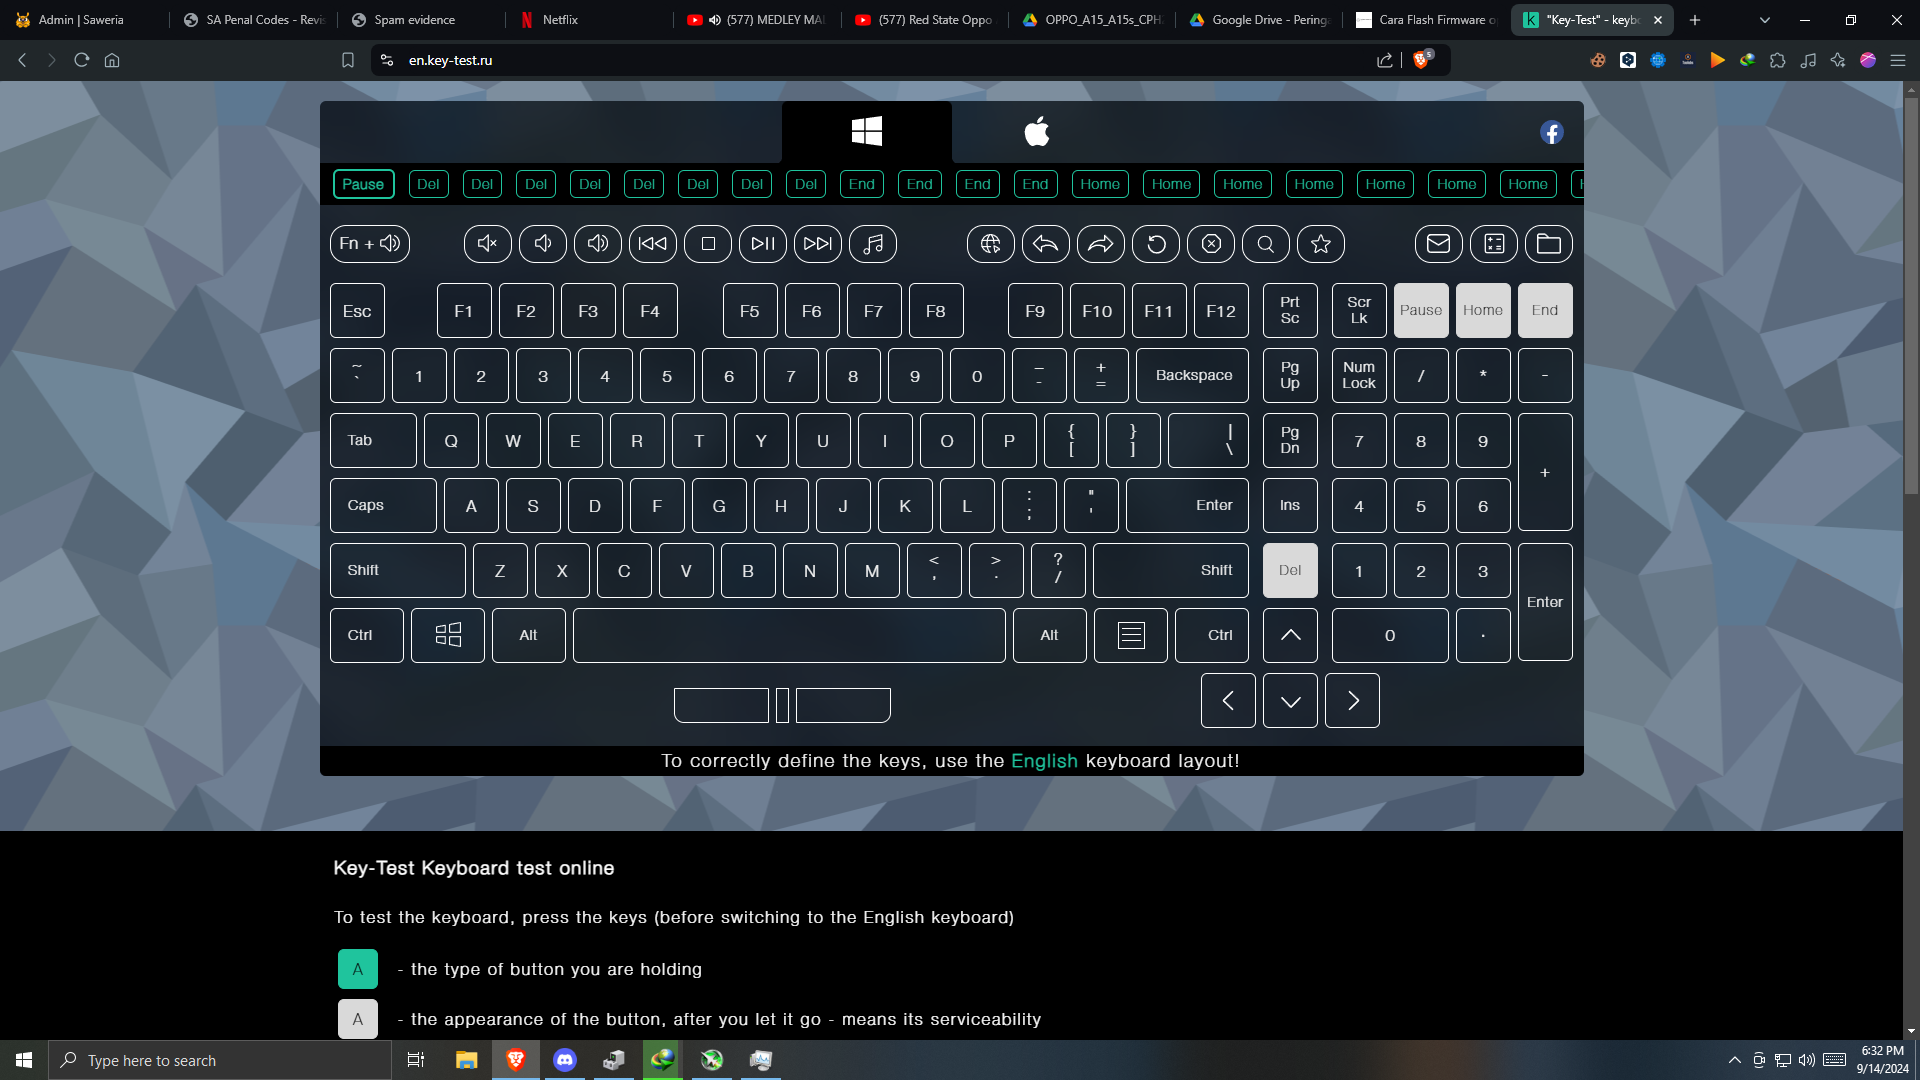 Admin | Saweria
SA Penal Codes - Revis
Spam evidence
Netflix
(577) MEDLEY MAL
(577) Red State Oppo
OPPO_A15_A15s_CPH2
Google Drive - Peringa
Cara Flash Firmware o
"Key-Test" - keybo
en.key-test.ru
5
Pause Del Del Del Del Del Del Del Del End End End End Home Home Home Home Home Home Home
Fn +
Esc F1 F2 F3 F4 F5 F6 F7 F8 F9 F10 F11 F12 Prt Sc Scr Lk Pause Home End
~ ` 1 2 3 4 5 6 7 8 9 0 _ - + = Backspace Pg Up Num Lock / * -
Tab Q W E R T Y U I O P { [ } ] | \ Pg Dn 7 8 9 +
Caps A S D F G H J K L : ; " ' Enter Ins 4 5 6
Shift Z X C V B N M < , > . ? / Shift Del 1 2 3 Enter
Ctrl Alt Alt Ctrl 0 .
To correctly define the keys, use the English keyboard layout!
Key-Test Keyboard test online
To test the keyboard, press the keys (before switching to the English keyboard)
A - the type of button you are holding
A - the appearance of the button, after you let it go - means its serviceability
Type here to search
6:32 PM
9/14/2024